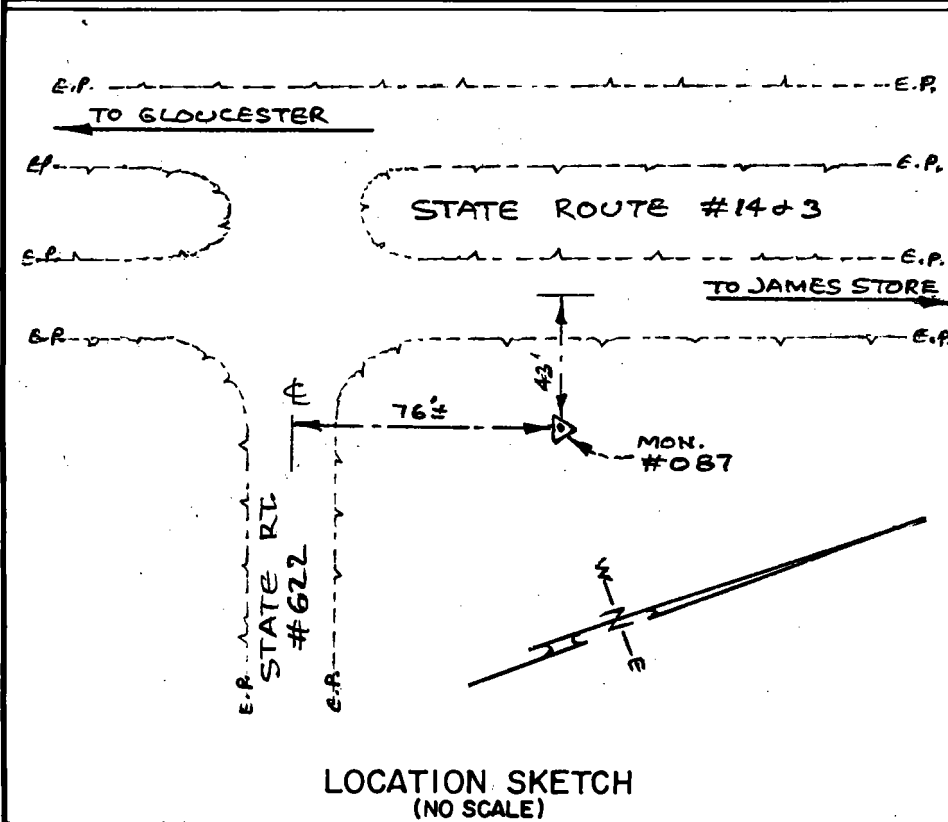 E.P. E.P.
TO GLOUCESTER
E.P. E.P.
STATE ROUTE #14 & 3
E.P. E.P.
TO JAMES STORE
E.P. E.P.
43'
℄
76'±
MON.
#087
STATE RT.
#622
W
N
E
S
E.P. E.P.
LOCATION SKETCH
(NO SCALE)